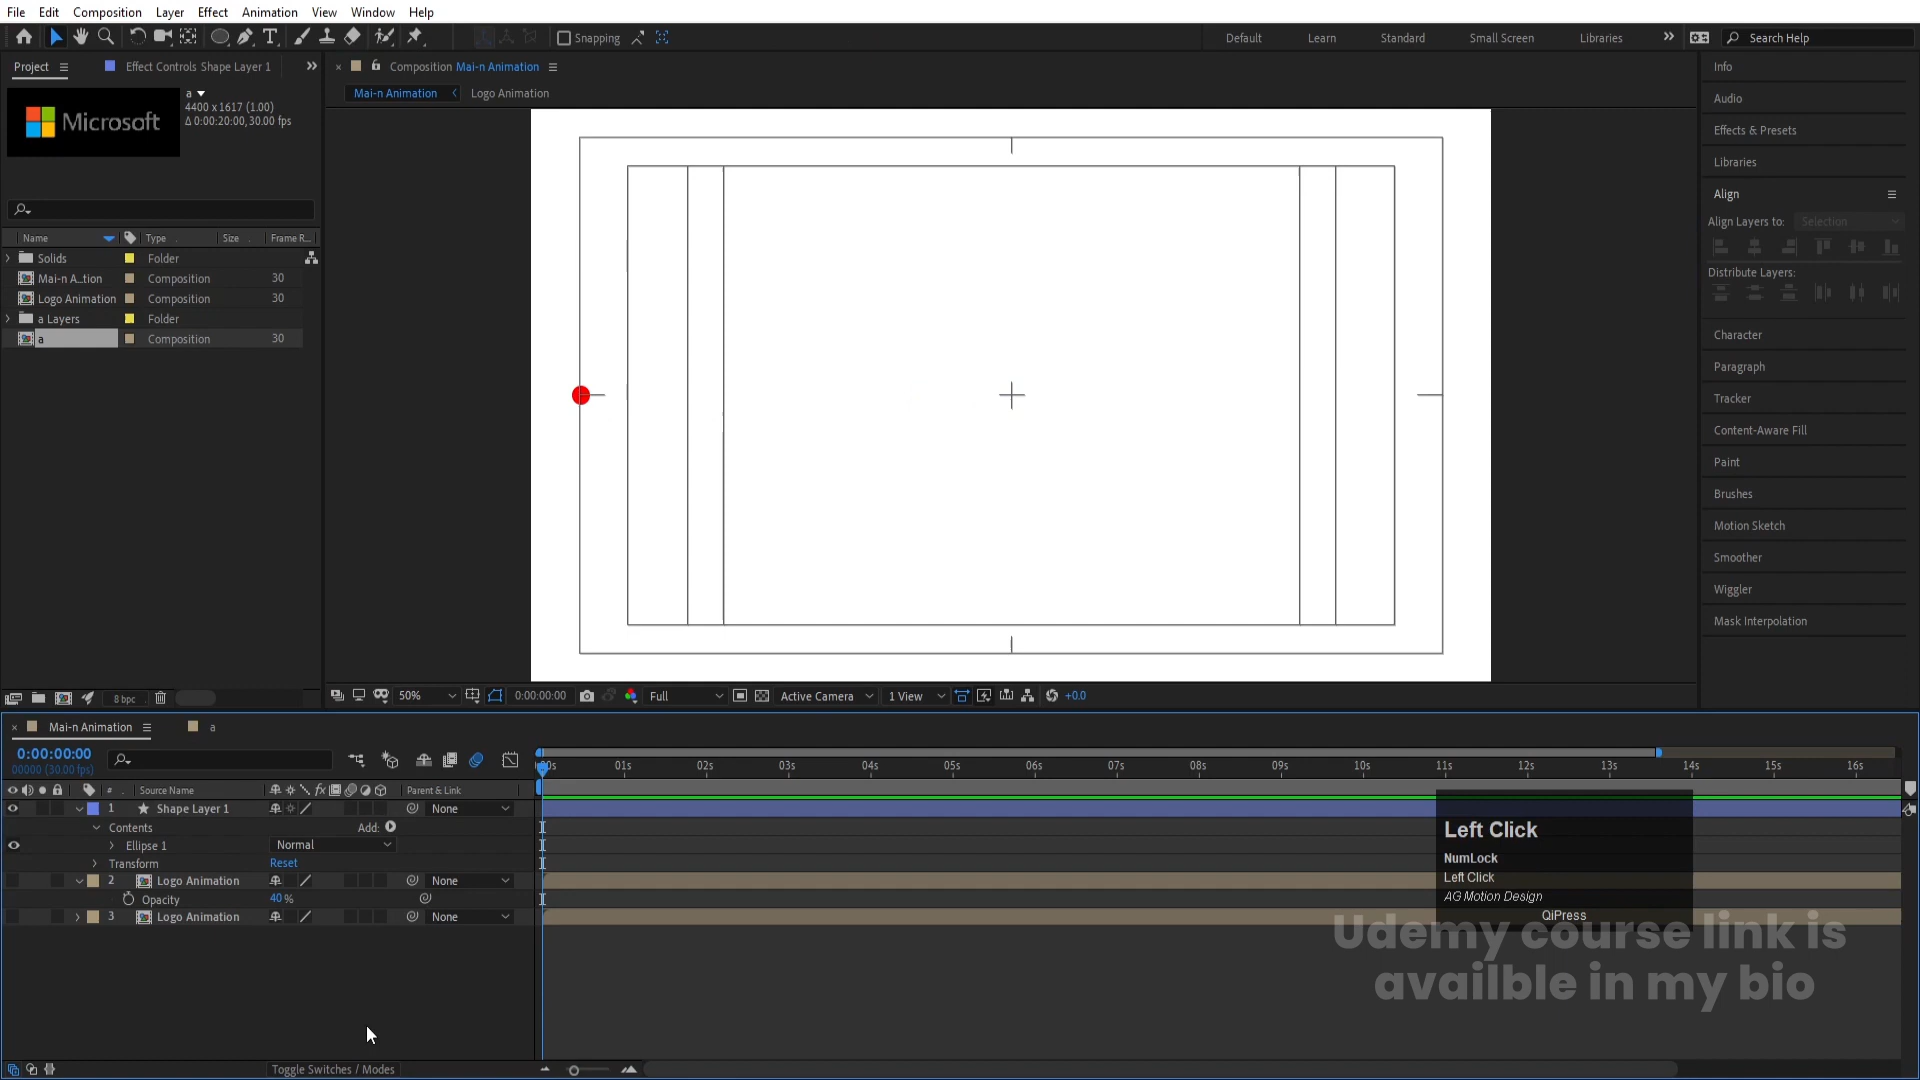 File Edit Composition Layer Effect Animation View Window Help
Snapping
Default Learn Standard Small Screen Libraries
Search Help
Project
Effect Controls Shape Layer 1
Composition Mai-n Animation
Mai-n Animation
Logo Animation
Microsoft
a
4400 x 1617 (1.00)
Δ 0:00:20:00, 30.00 fps
Name Type Size Frame R...
Solids Folder
Mai-n A...tion Composition 30
Logo Animation Composition 30
a Layers Folder
a Composition 30
8 bpc
50%
0:00:00:00
Full
Active Camera
1 View
+0.0
Info
Audio
Effects & Presets
Libraries
Align
Align Layers to: Selection
Distribute Layers:
Character
Paragraph
Tracker
Content-Aware Fill
Paint
Brushes
Motion Sketch
Smoother
Wiggler
Mask Interpolation
Mai-n Animation
a
0:00:00:00
00000 (30.00 fps)
# Source Name Parent & Link
1 Shape Layer 1 None
Contents Add:
Ellipse 1 Normal
Transform Reset
2 Logo Animation None
Opacity 40 %
3 Logo Animation None
00s 01s 02s 03s 04s 05s 06s 07s 08s 09s 10s 11s 12s 13s 14s 15s 16s
Left Click
NumLock
Left Click
AG Motion Design
QiPress
Udemy course link is
availble in my bio
Toggle Switches / Modes